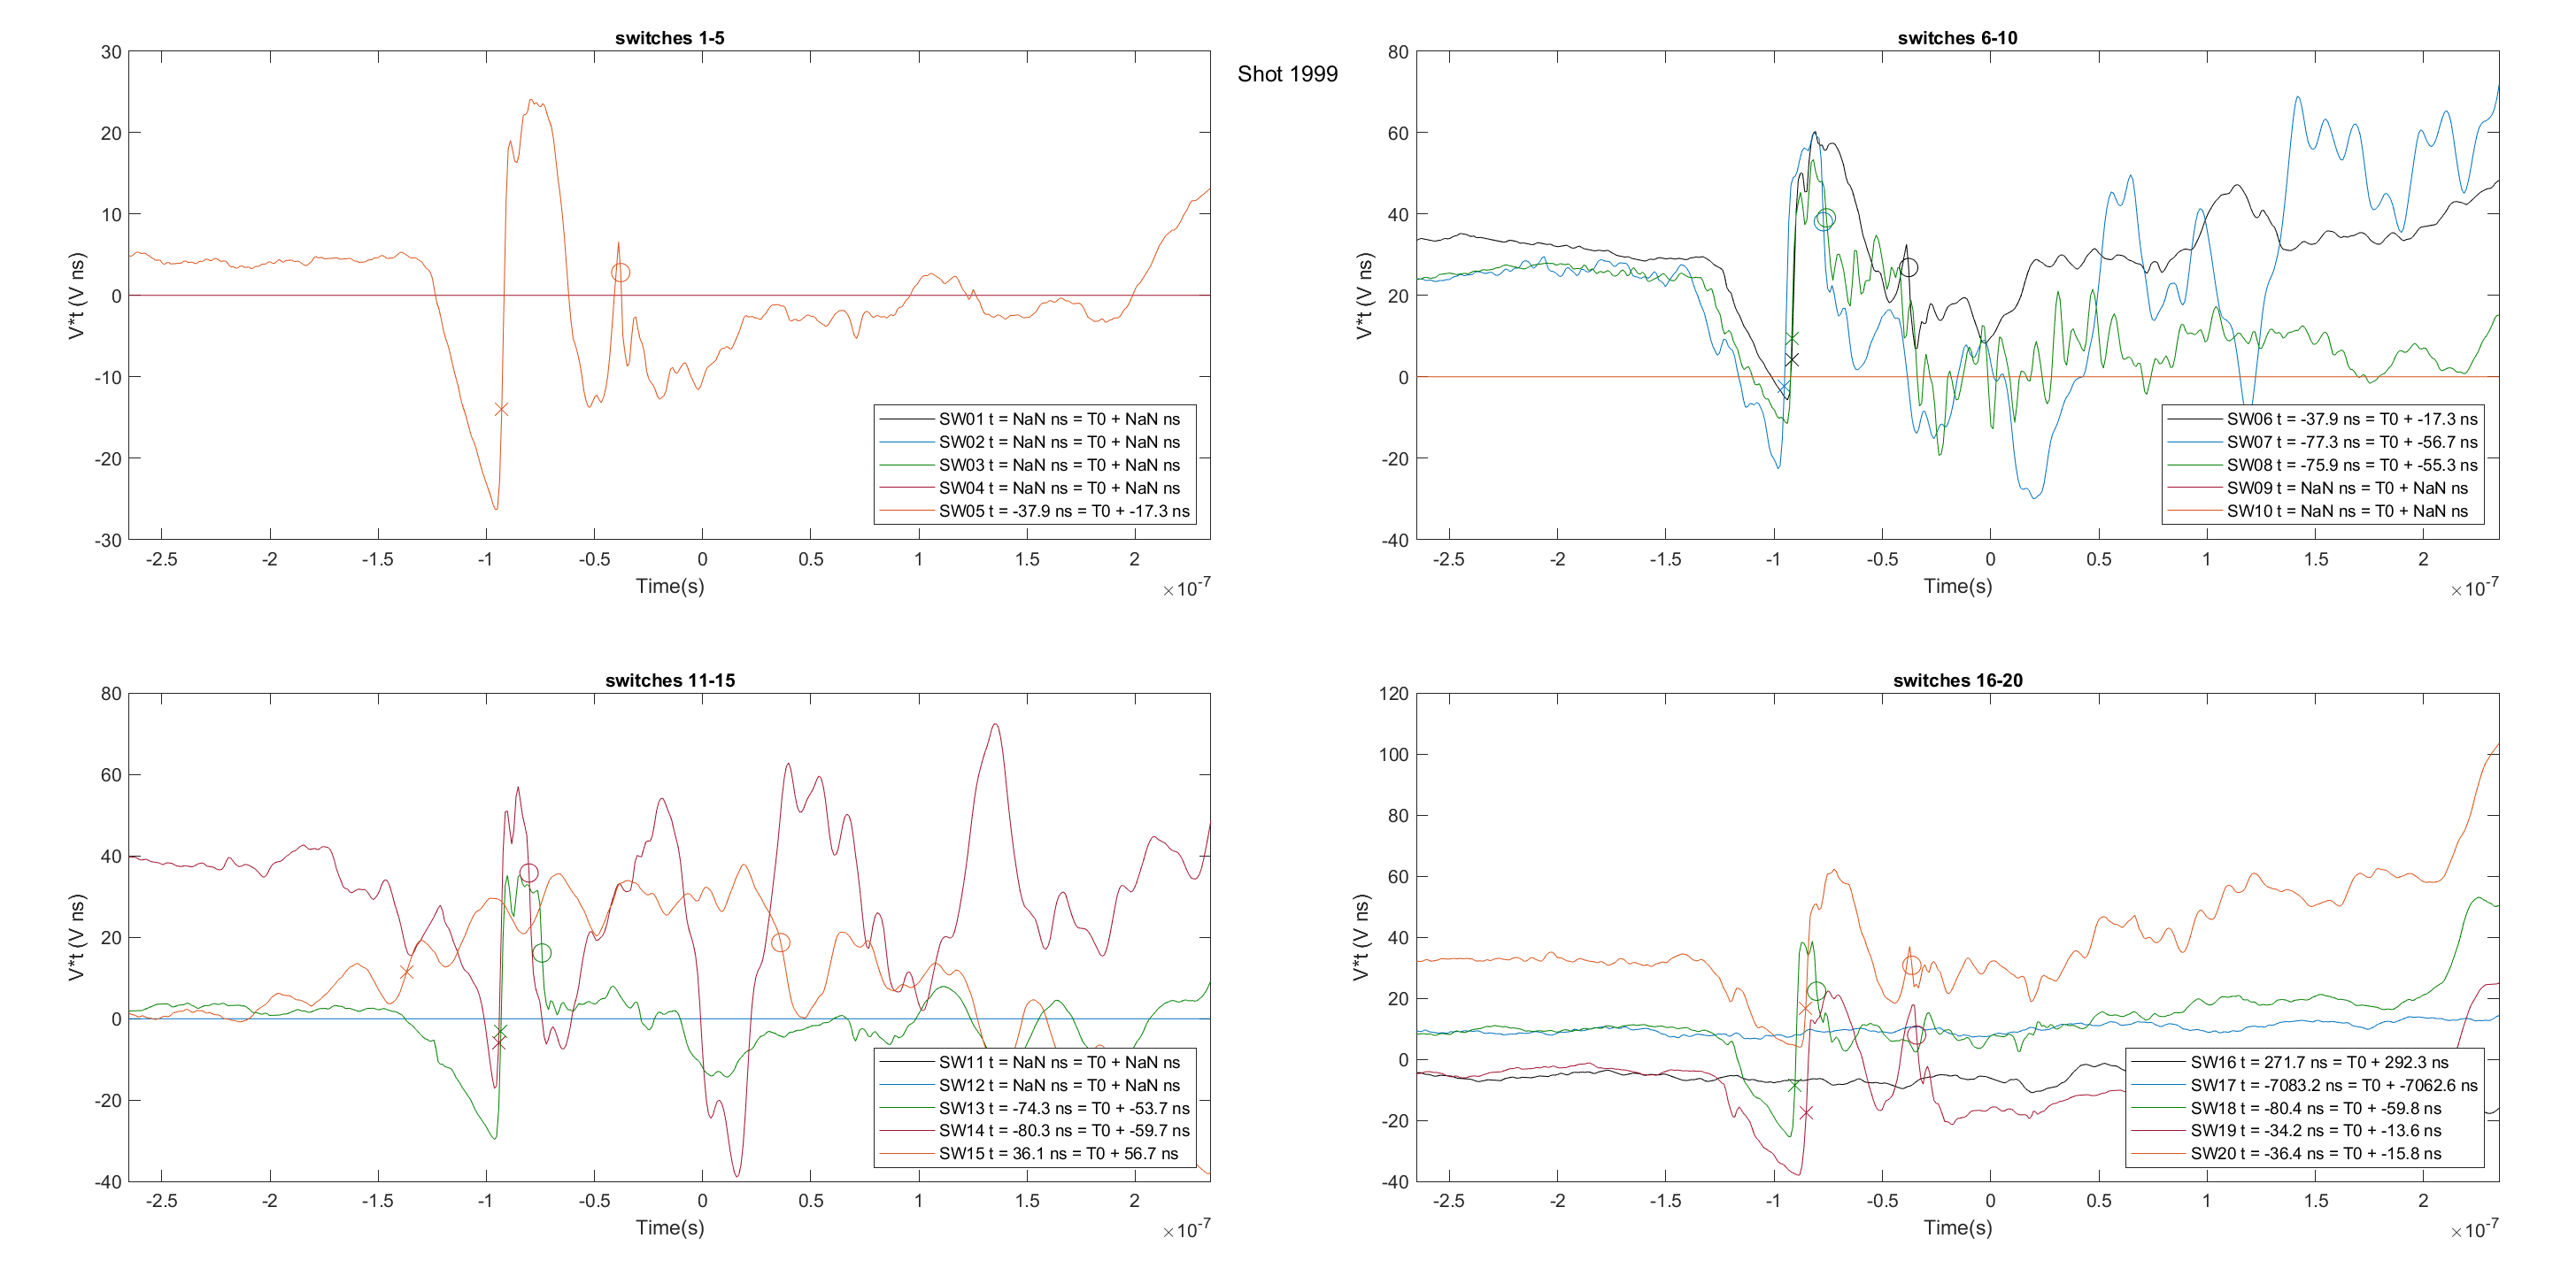 Shot 1999
switches 1-5
30
20
10
0
-10
-20
-30
V*t (V ns)
SW01 t = NaN ns = T0 + NaN ns
SW02 t = NaN ns = T0 + NaN ns
SW03 t = NaN ns = T0 + NaN ns
SW04 t = NaN ns = T0 + NaN ns
SW05 t = -37.9 ns = T0 + -17.3 ns
-2.5 -2 -1.5 -1 -0.5 0 0.5 1 1.5 2
Time(s)
×10-7
switches 6-10
80
60
40
20
0
-20
-40
V*t (V ns)
SW06 t = -37.9 ns = T0 + -17.3 ns
SW07 t = -77.3 ns = T0 + -56.7 ns
SW08 t = -75.9 ns = T0 + -55.3 ns
SW09 t = NaN ns = T0 + NaN ns
SW10 t = NaN ns = T0 + NaN ns
-2.5 -2 -1.5 -1 -0.5 0 0.5 1 1.5 2
Time(s)
×10-7
switches 11-15
80
60
40
20
0
-20
-40
V*t (V ns)
SW11 t = NaN ns = T0 + NaN ns
SW12 t = NaN ns = T0 + NaN ns
SW13 t = -74.3 ns = T0 + -53.7 ns
SW14 t = -80.3 ns = T0 + -59.7 ns
SW15 t = 36.1 ns = T0 + 56.7 ns
-2.5 -2 -1.5 -1 -0.5 0 0.5 1 1.5 2
Time(s)
×10-7
switches 16-20
120
100
80
60
40
20
0
-20
-40
V*t (V ns)
SW16 t = 271.7 ns = T0 + 292.3 ns
SW17 t = -7083.2 ns = T0 + -7062.6 ns
SW18 t = -80.4 ns = T0 + -59.8 ns
SW19 t = -34.2 ns = T0 + -13.6 ns
SW20 t = -36.4 ns = T0 + -15.8 ns
-2.5 -2 -1.5 -1 -0.5 0 0.5 1 1.5 2
Time(s)
×10-7